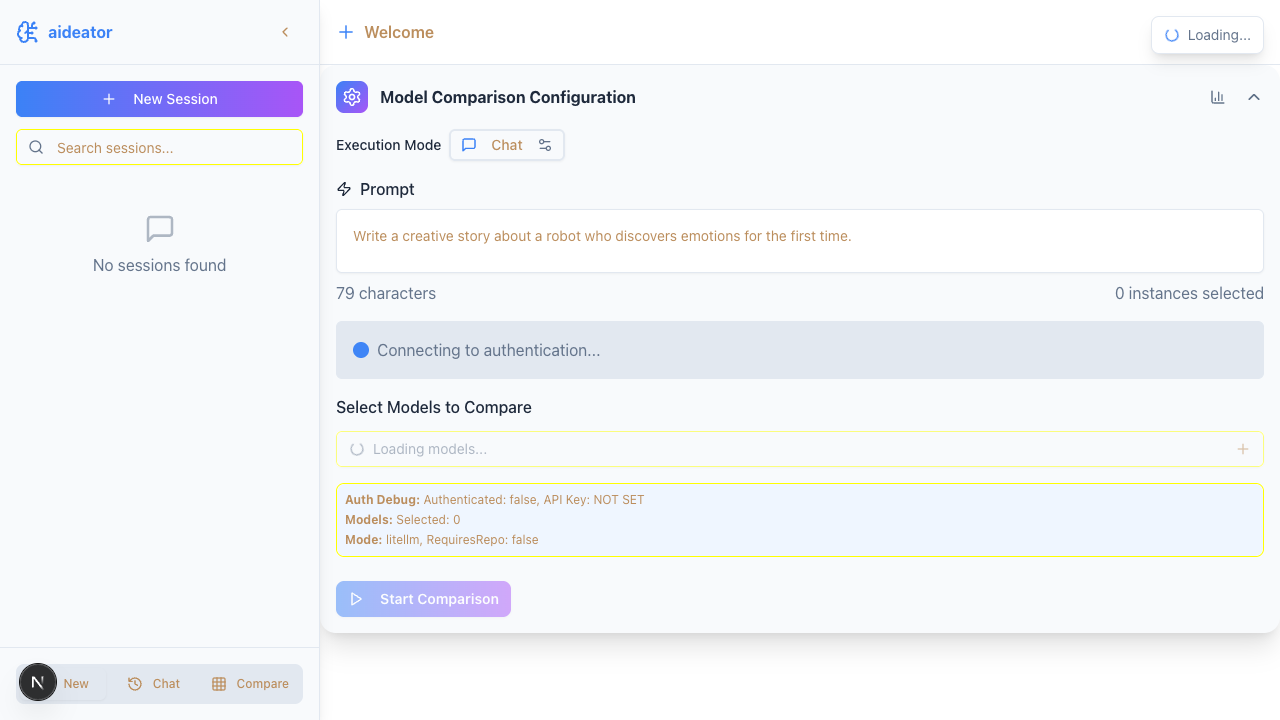 aideator
New Session
Search sessions...
No sessions found
New
Chat
Compare
Welcome
Loading...
Model Comparison Configuration
Execution Mode
Chat
Prompt
Write a creative story about a robot who discovers emotions for the first time.
79 characters
0 instances selected
Connecting to authentication...
Select Models to Compare
Loading models...
Auth Debug: Authenticated: false, API Key: NOT SET
Models: Selected: 0
Mode: litellm, RequiresRepo: false
Start Comparison
N